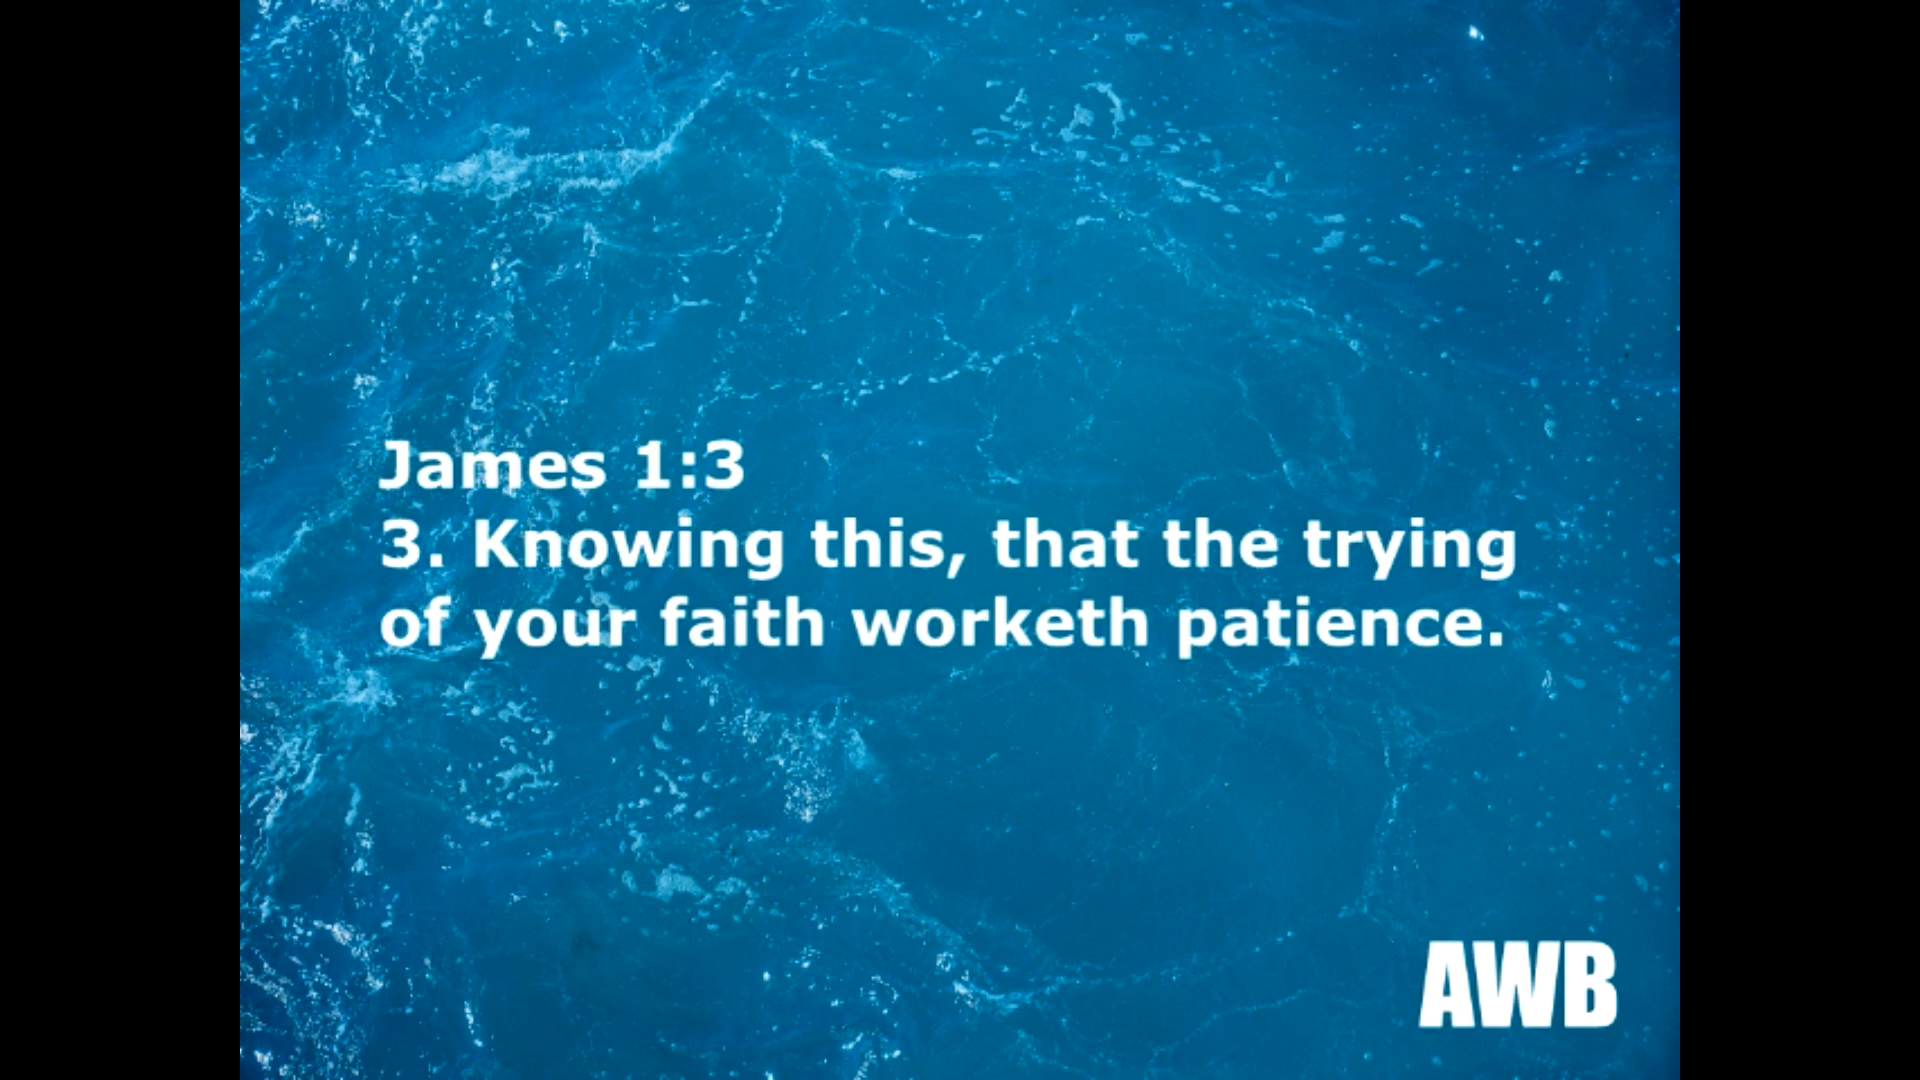 James 1:3
3. Knowing this, that the trying
of your faith worketh patience.
AWB